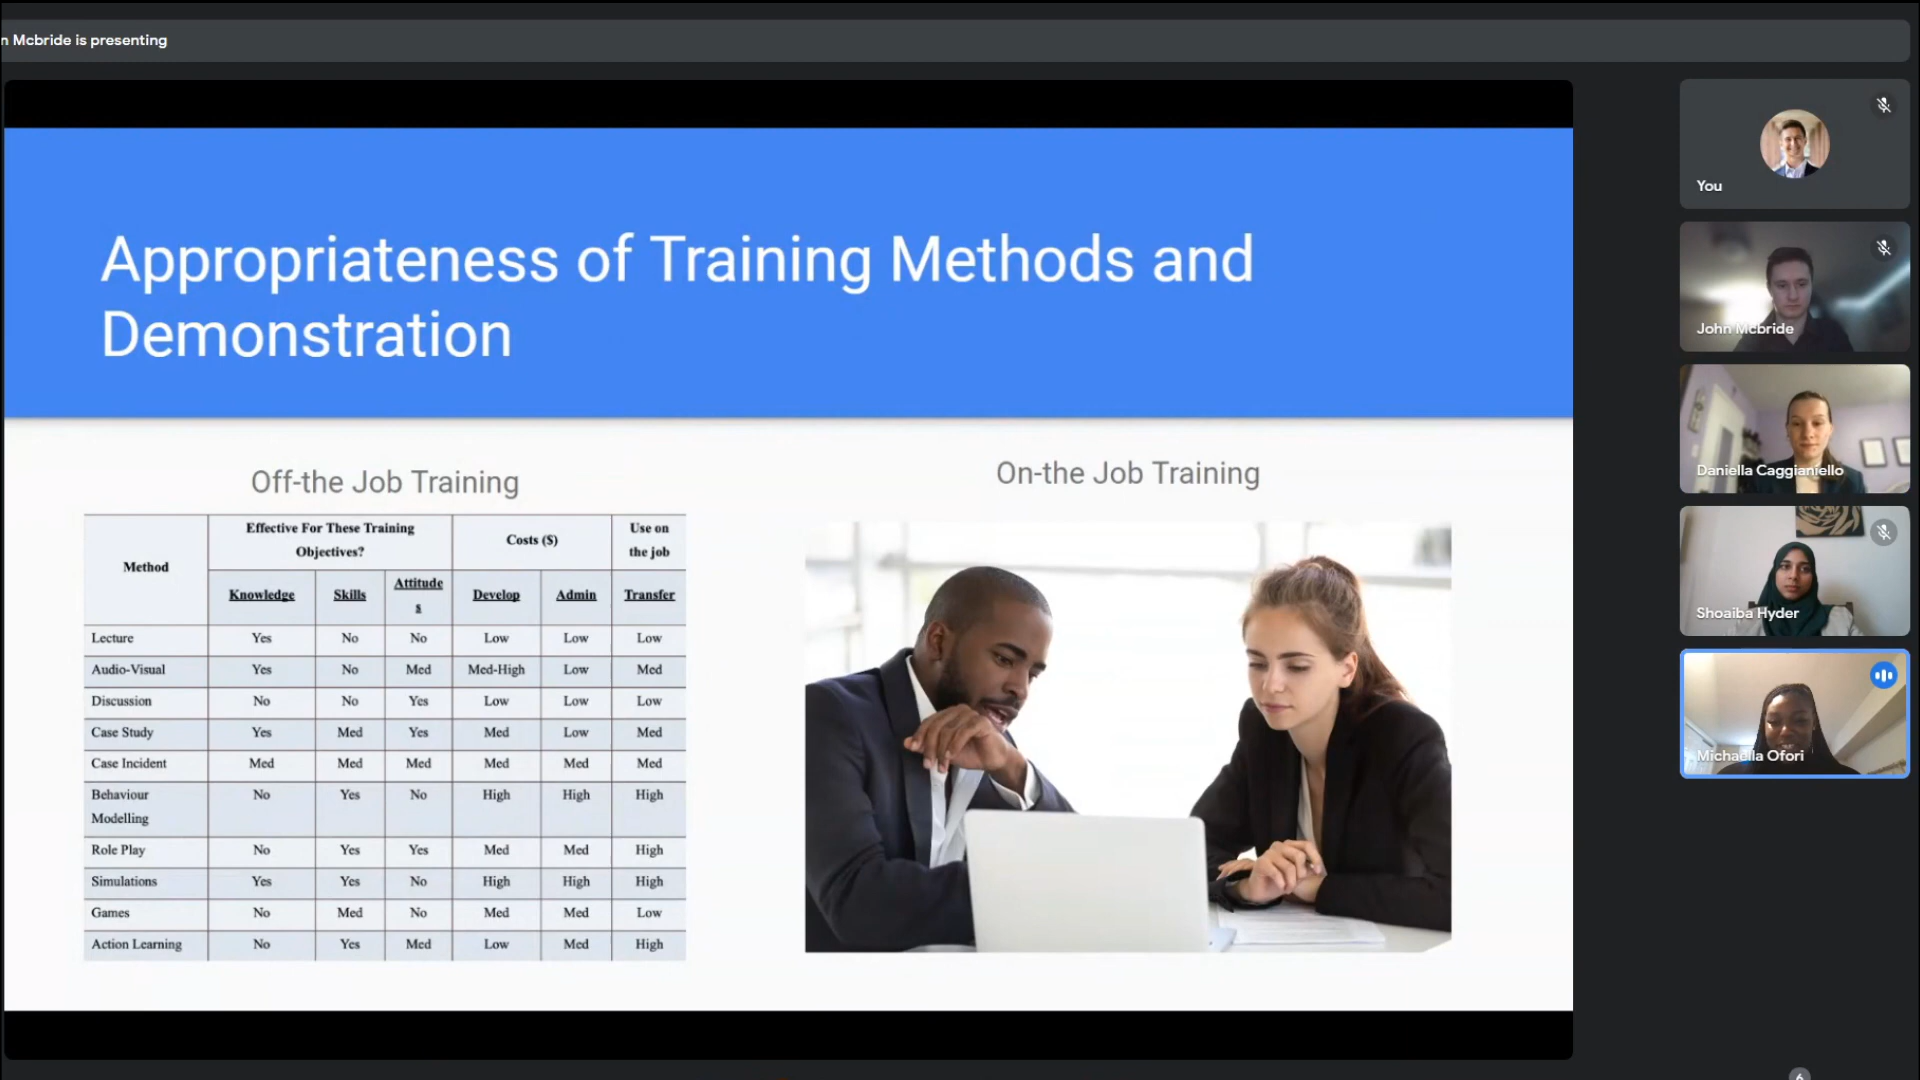 n Mcbride is presenting
Appropriateness of Training Methods and
Demonstration
Off-the Job Training
On-the Job Training
Method
Effective For These Training
Objectives?
Costs ($)
Use on
the job
Knowledge Skills Attitude
s
Develop Admin Transfer
Lecture Yes No No Low Low Low
Audio-Visual Yes No Med Med-High Low Med
Discussion No No Yes Low Low Low
Case Study Yes Med Yes Med Low Med
Case Incident Med Med Med Med Med Med
Behaviour
Modelling
No Yes No High High High
Role Play No Yes Yes Med Med High
Simulations Yes Yes No High High High
Games No Med No Med Med Low
Action Learning No Yes Med Low Med High
You
John Mcbride
Daniella Caggianiello
Shoaiba Hyder
Michaella Ofori